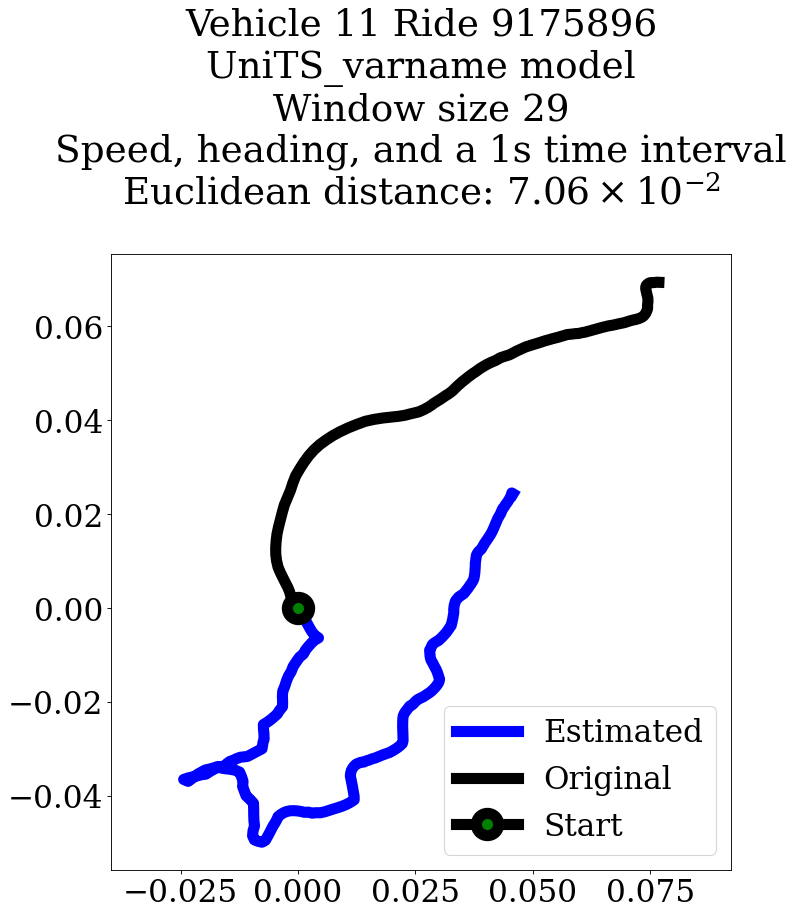 Vehicle 11 Ride 9175896
UniTS_varname model
Window size 29
Speed, heading, and a 1s time interval
Euclidean distance: 7.06 × 10⁻²
0.06
0.04
0.02
0.00
−0.02
−0.04
Estimated
Original
Start
−0.025 0.000 0.025 0.050 0.075